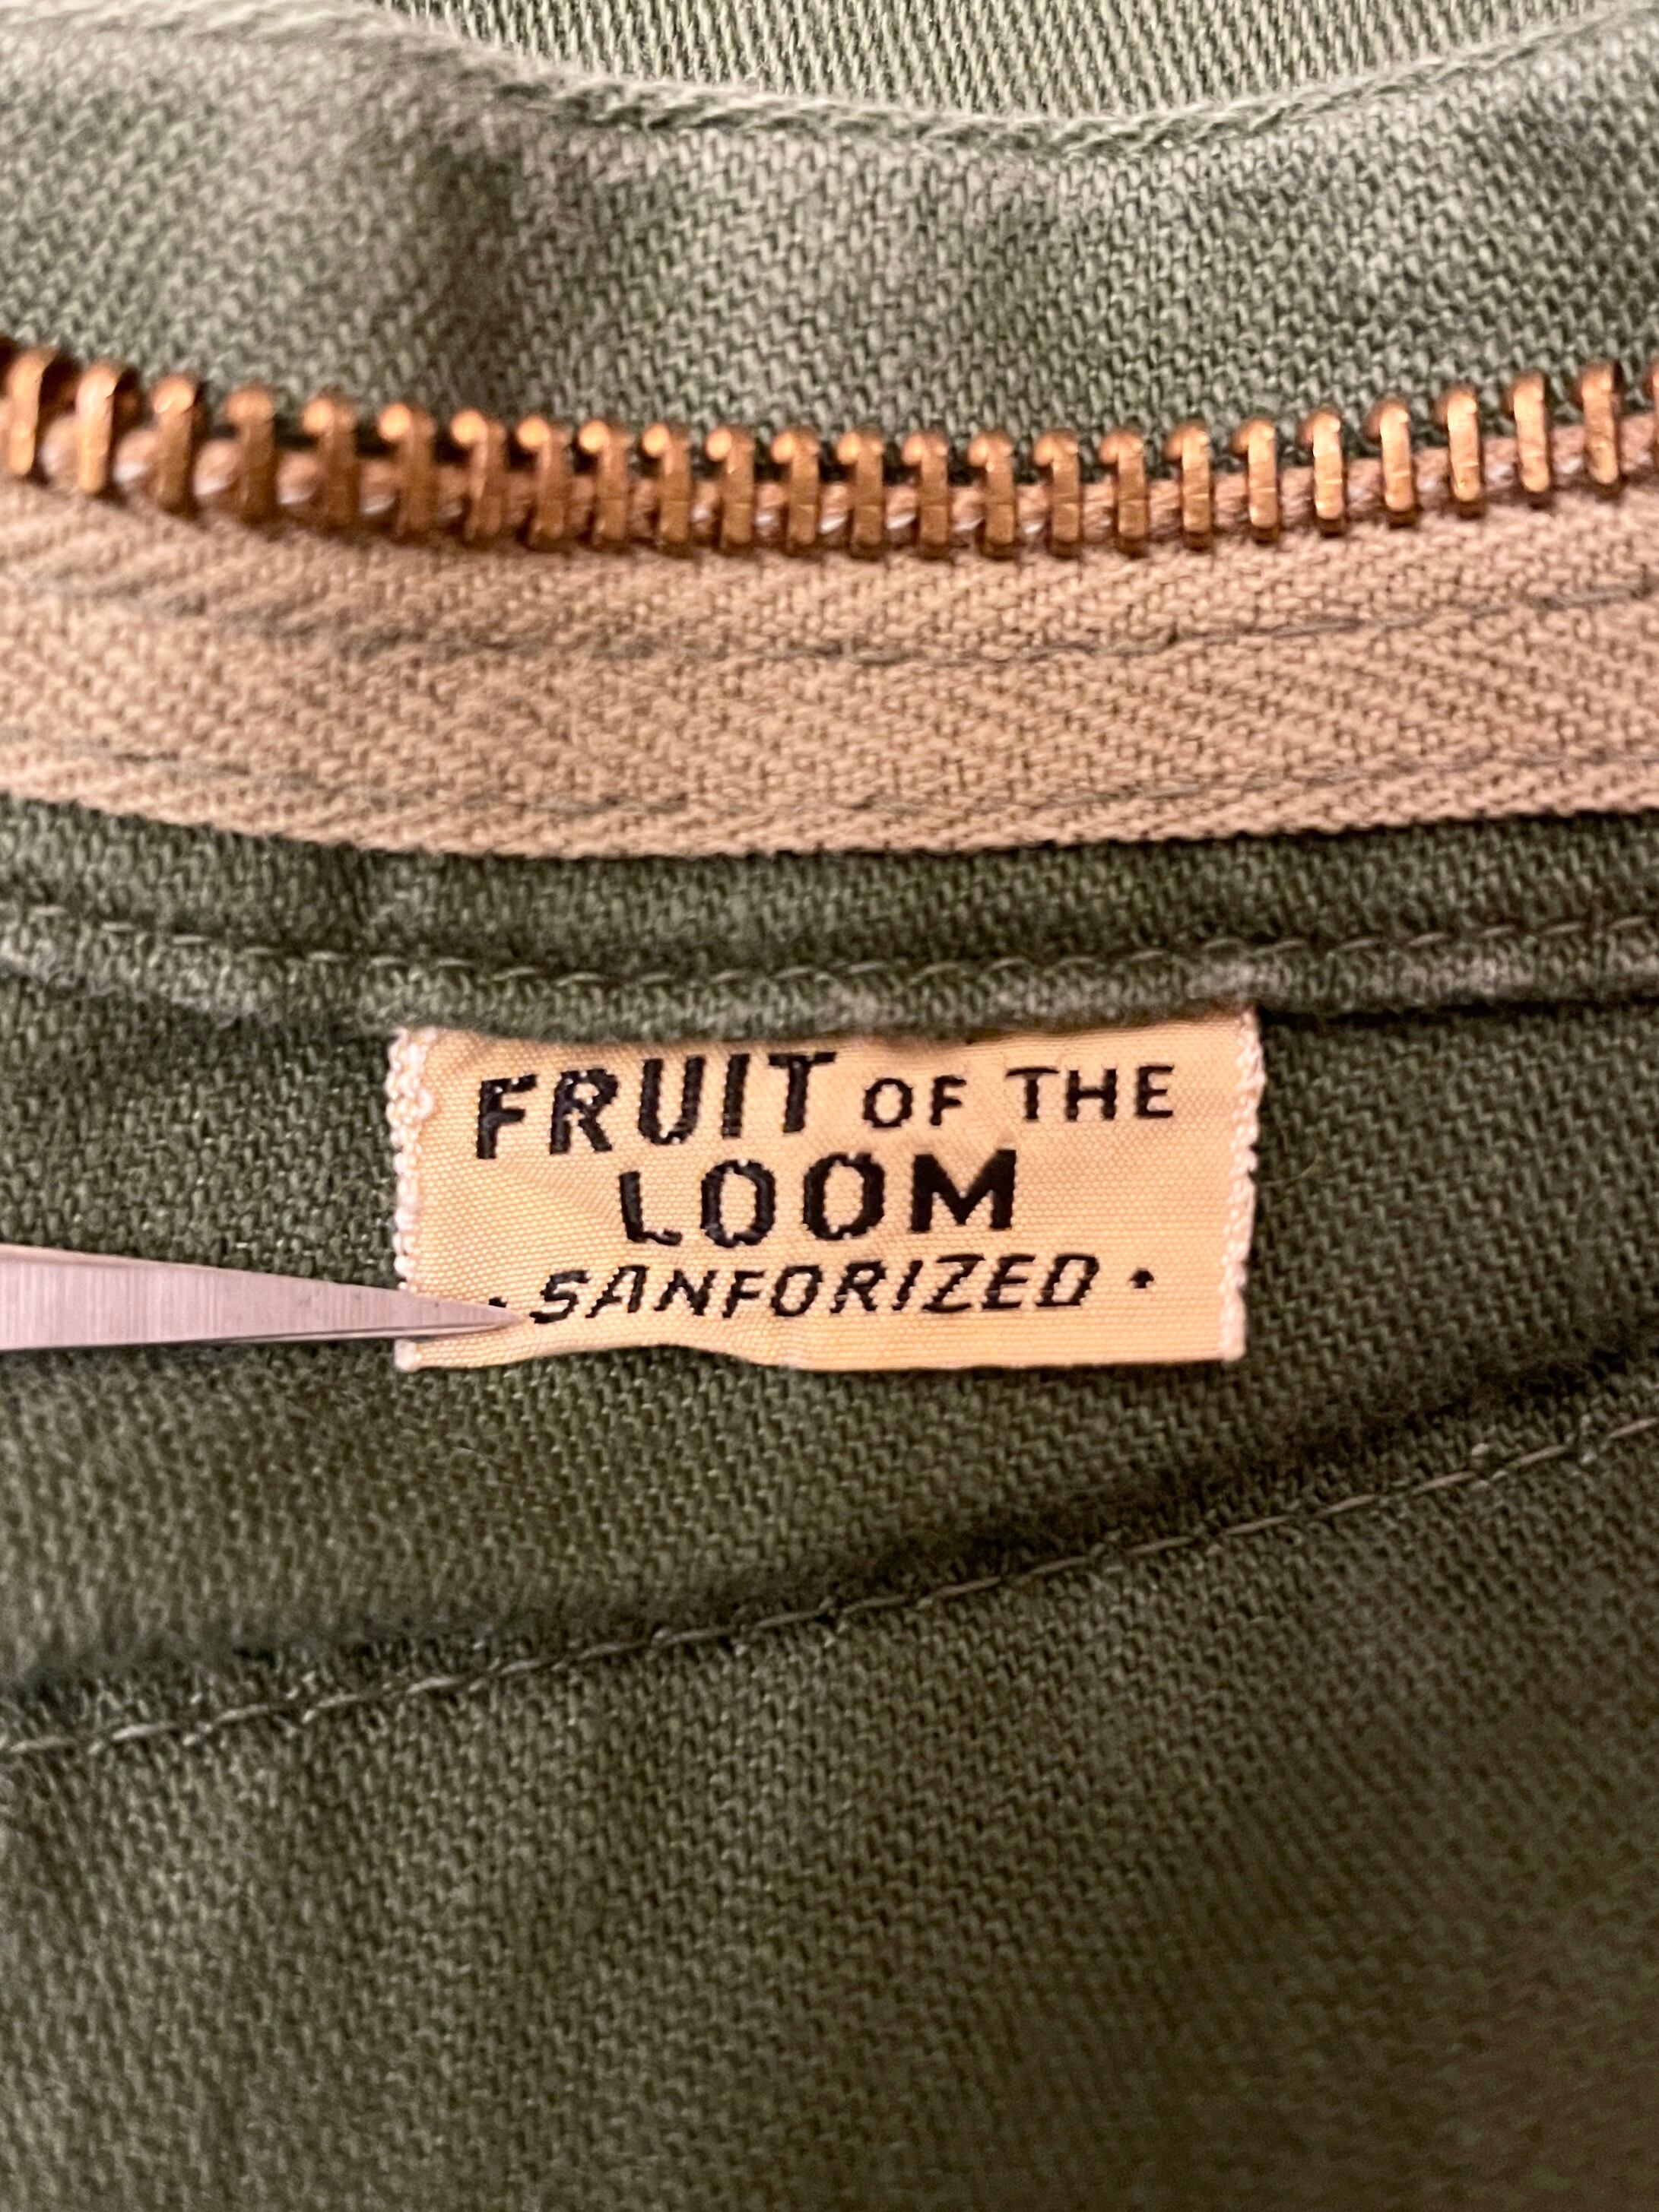 FRUIT OF THE
LOOM
• SANFORIZED •